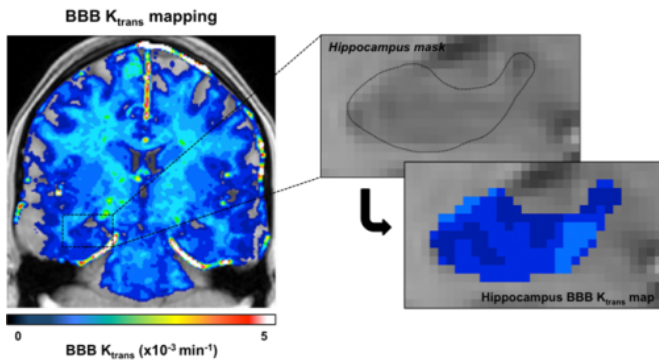 BBB Ktrans mapping
Hippocampus mask
Hippocampus BBB Ktrans map
0
5
BBB Ktrans (x10-3 min-1)